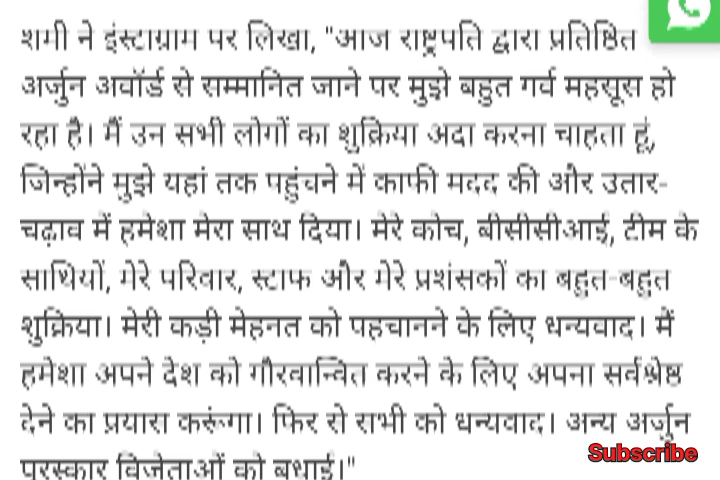 शमी ने इंस्टाग्राम पर लिखा, "आज राष्ट्रपति द्वारा प्रतिष्ठित
अर्जुन अवॉर्ड से सम्मानित जाने पर मुझे बहुत गर्व महसूस हो
रहा है। मैं उन सभी लोगों का शुक्रिया अदा करना चाहता हूं,
जिन्होंने मुझे यहां तक पहुंचने में काफी मदद की और उतार-
चढ़ाव में हमेशा मेरा साथ दिया। मेरे कोच, बीसीसीआई, टीम के
साथियों, मेरे परिवार, स्टाफ और मेरे प्रशंसकों का बहुत-बहुत
शुक्रिया। मेरी कड़ी मेहनत को पहचानने के लिए धन्यवाद। मैं
हमेशा अपने देश को गौरवान्वित करने के लिए अपना सर्वश्रेष्ठ
देने का प्रयास करूंगा। फिर से सभी को धन्यवाद। अन्य अर्जुन
पुरस्कार विजेताओं को बधाई।"
Subscribe